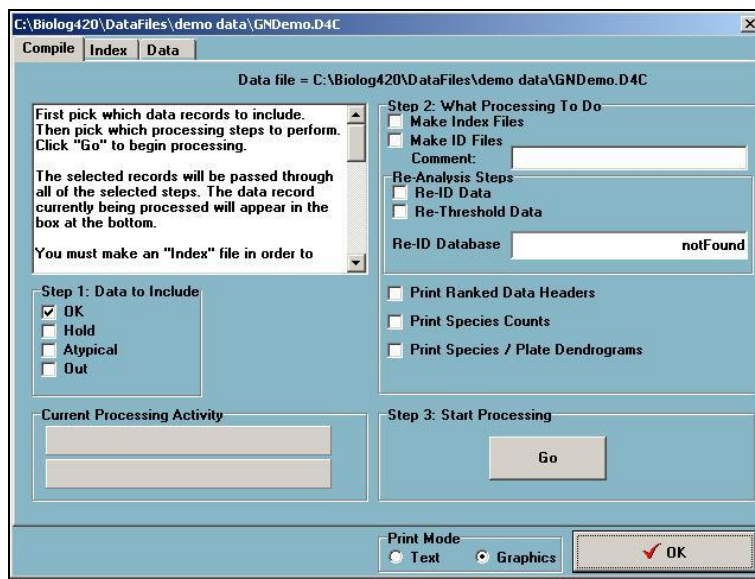 C:\Biolog420\DataFiles\demo data\GNDemo.D4C
Compile Index Data
Data file = C:\Biolog420\DataFiles\demo data\GNDemo.D4C
First pick which data records to include.
Then pick which processing steps to perform.
Click "Go" to begin processing.
The selected records will be passed through
all of the selected steps. The data record
currently being processed will appear in the
box at the bottom.
You must make an "Index" file in order to
Step 1: Data to Include
OK
Hold
Atypical
Out
Current Processing Activity
Step 2: What Processing To Do
Make Index Files
Make ID Files
Comment:
Re-Analysis Steps
Re-ID Data
Re-Threshold Data
Re-ID Database notFound
Print Ranked Data Headers
Print Species Counts
Print Species / Plate Dendrograms
Step 3: Start Processing
Go
Print Mode
Text Graphics
OK